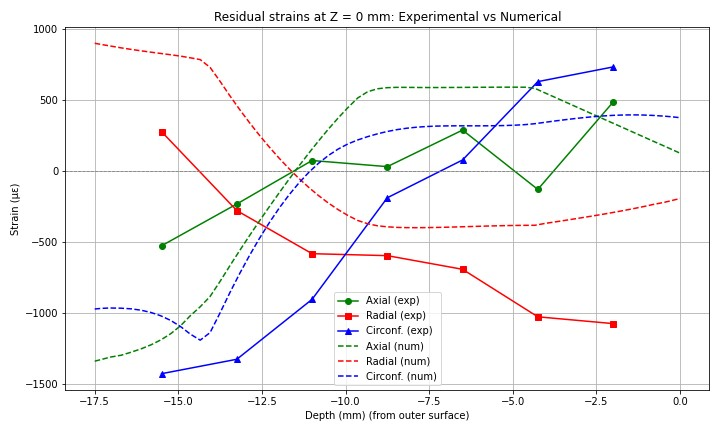 Residual strains at Z = 0 mm: Experimental vs Numerical
Strain (με)
1000
500
0
−500
−1000
−1500
Axial (exp)
Radial (exp)
Circonf. (exp)
Axial (num)
Radial (num)
Circonf. (num)
−17.5 −15.0 −12.5 −10.0 −7.5 −5.0 −2.5 0.0
Depth (mm) (from outer surface)